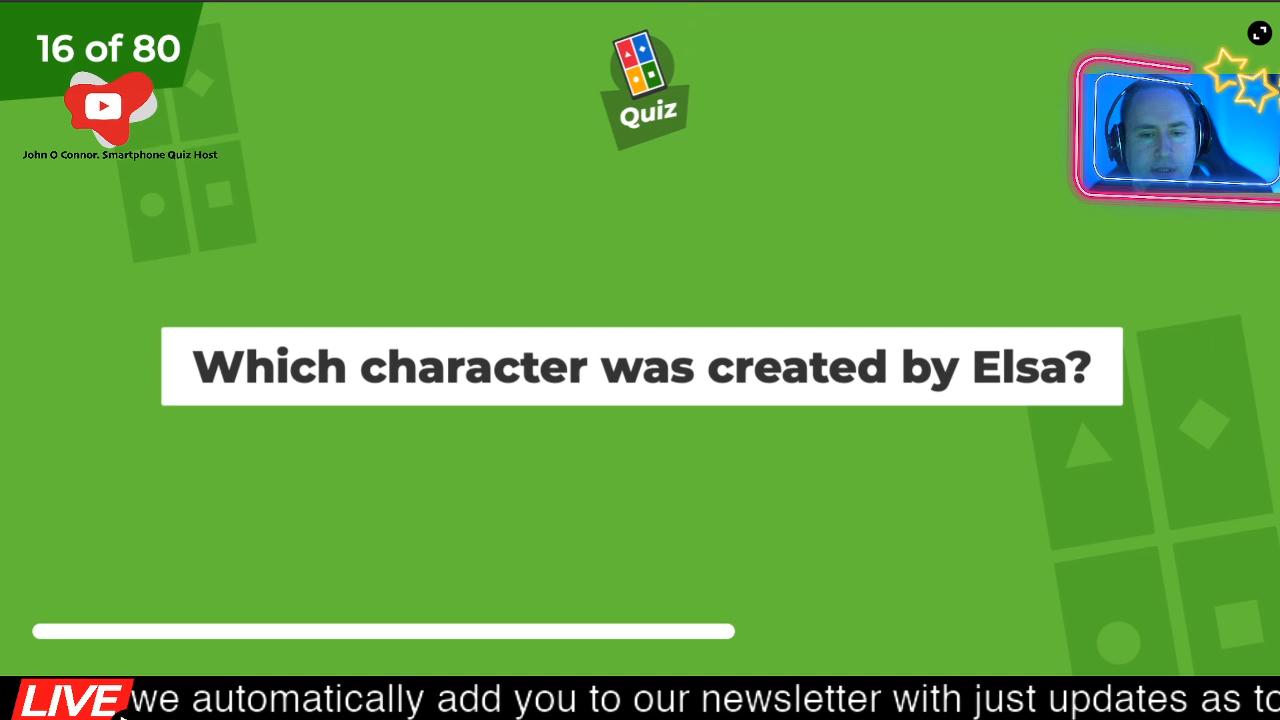 16 of 80
John O Connor. Smartphone Quiz Host
Quiz
Which character was created by Elsa?
LIVE
we automatically add you to our newsletter with just updates as to